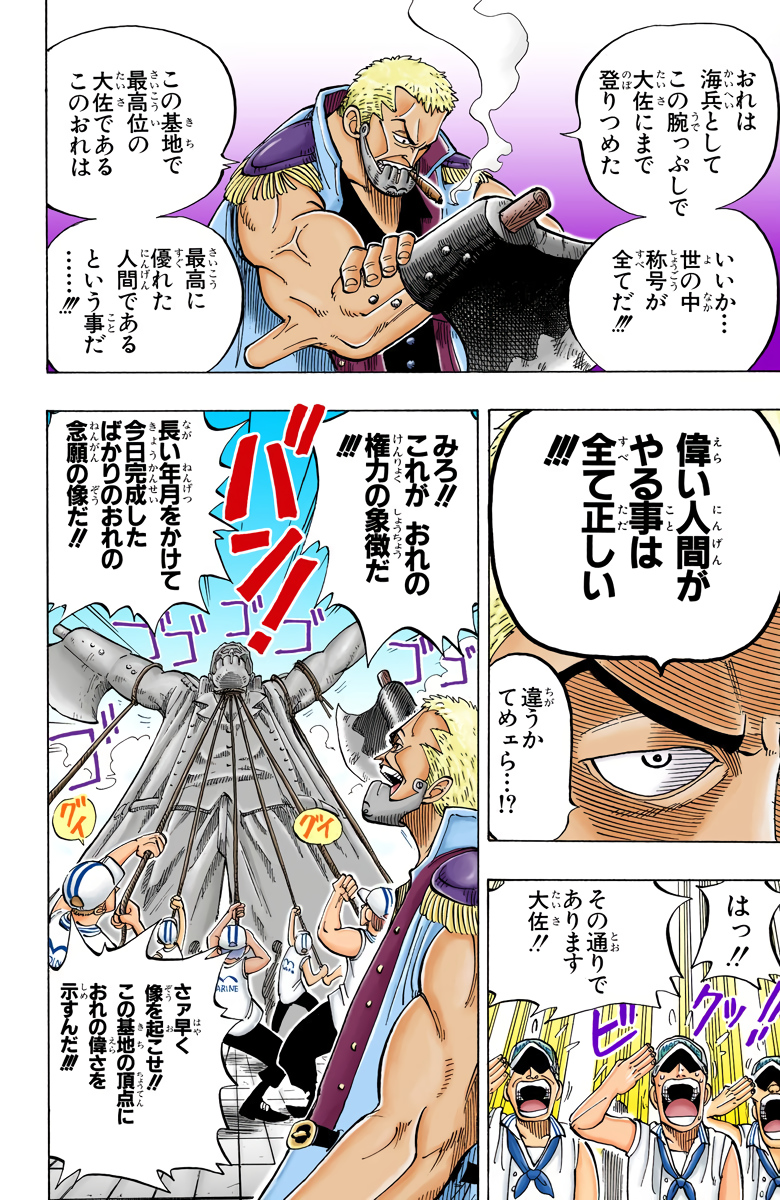 おれは
海兵として
この腕っぷしで
大佐にまで
登りつめた
いいか…
世の中
称号が
全てだ!!!
この基地で
最高位の
大佐である
このおれは
最高に
優れた
人間である
という事だ
……!!!
偉い人間が
やる事は
全て正しい
!!!
違うか
てめェら…!?
はっ!!
その通りで
あります
大佐!!
クッ!!
ビッ
みろ!!
これが おれの
権力の象徴だ
!!!
長い年月をかけて
今日完成した
ばかりのおれの
念願の像だ!!
バン!
ゴゴゴ
ゴゴ
ゴゴゴ
ゴゴゴ
グイ
グイ
MARINE
さァ早く
像を起こせ!!
この基地の頂点に
おれの偉さを
示すんだ!!!